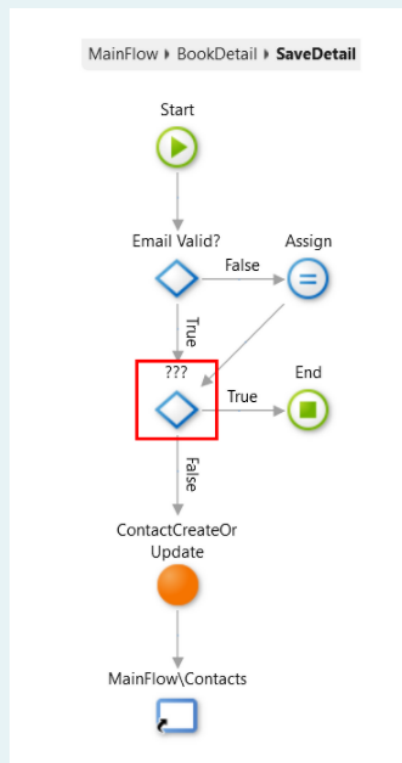 MainFlow ▸ BookDetail ▸ SaveDetail
Start
Email Valid?
Assign
False
True
???
End
True
False
ContactCreateOr
Update
MainFlow\Contacts